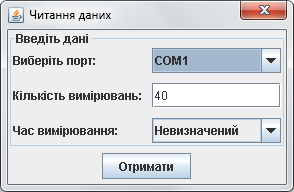 Читання даних
Введіть дані
Виберіть порт: COM1
Кількість вимірювань: 40
Час вимірювання: Невизначений
Отримати